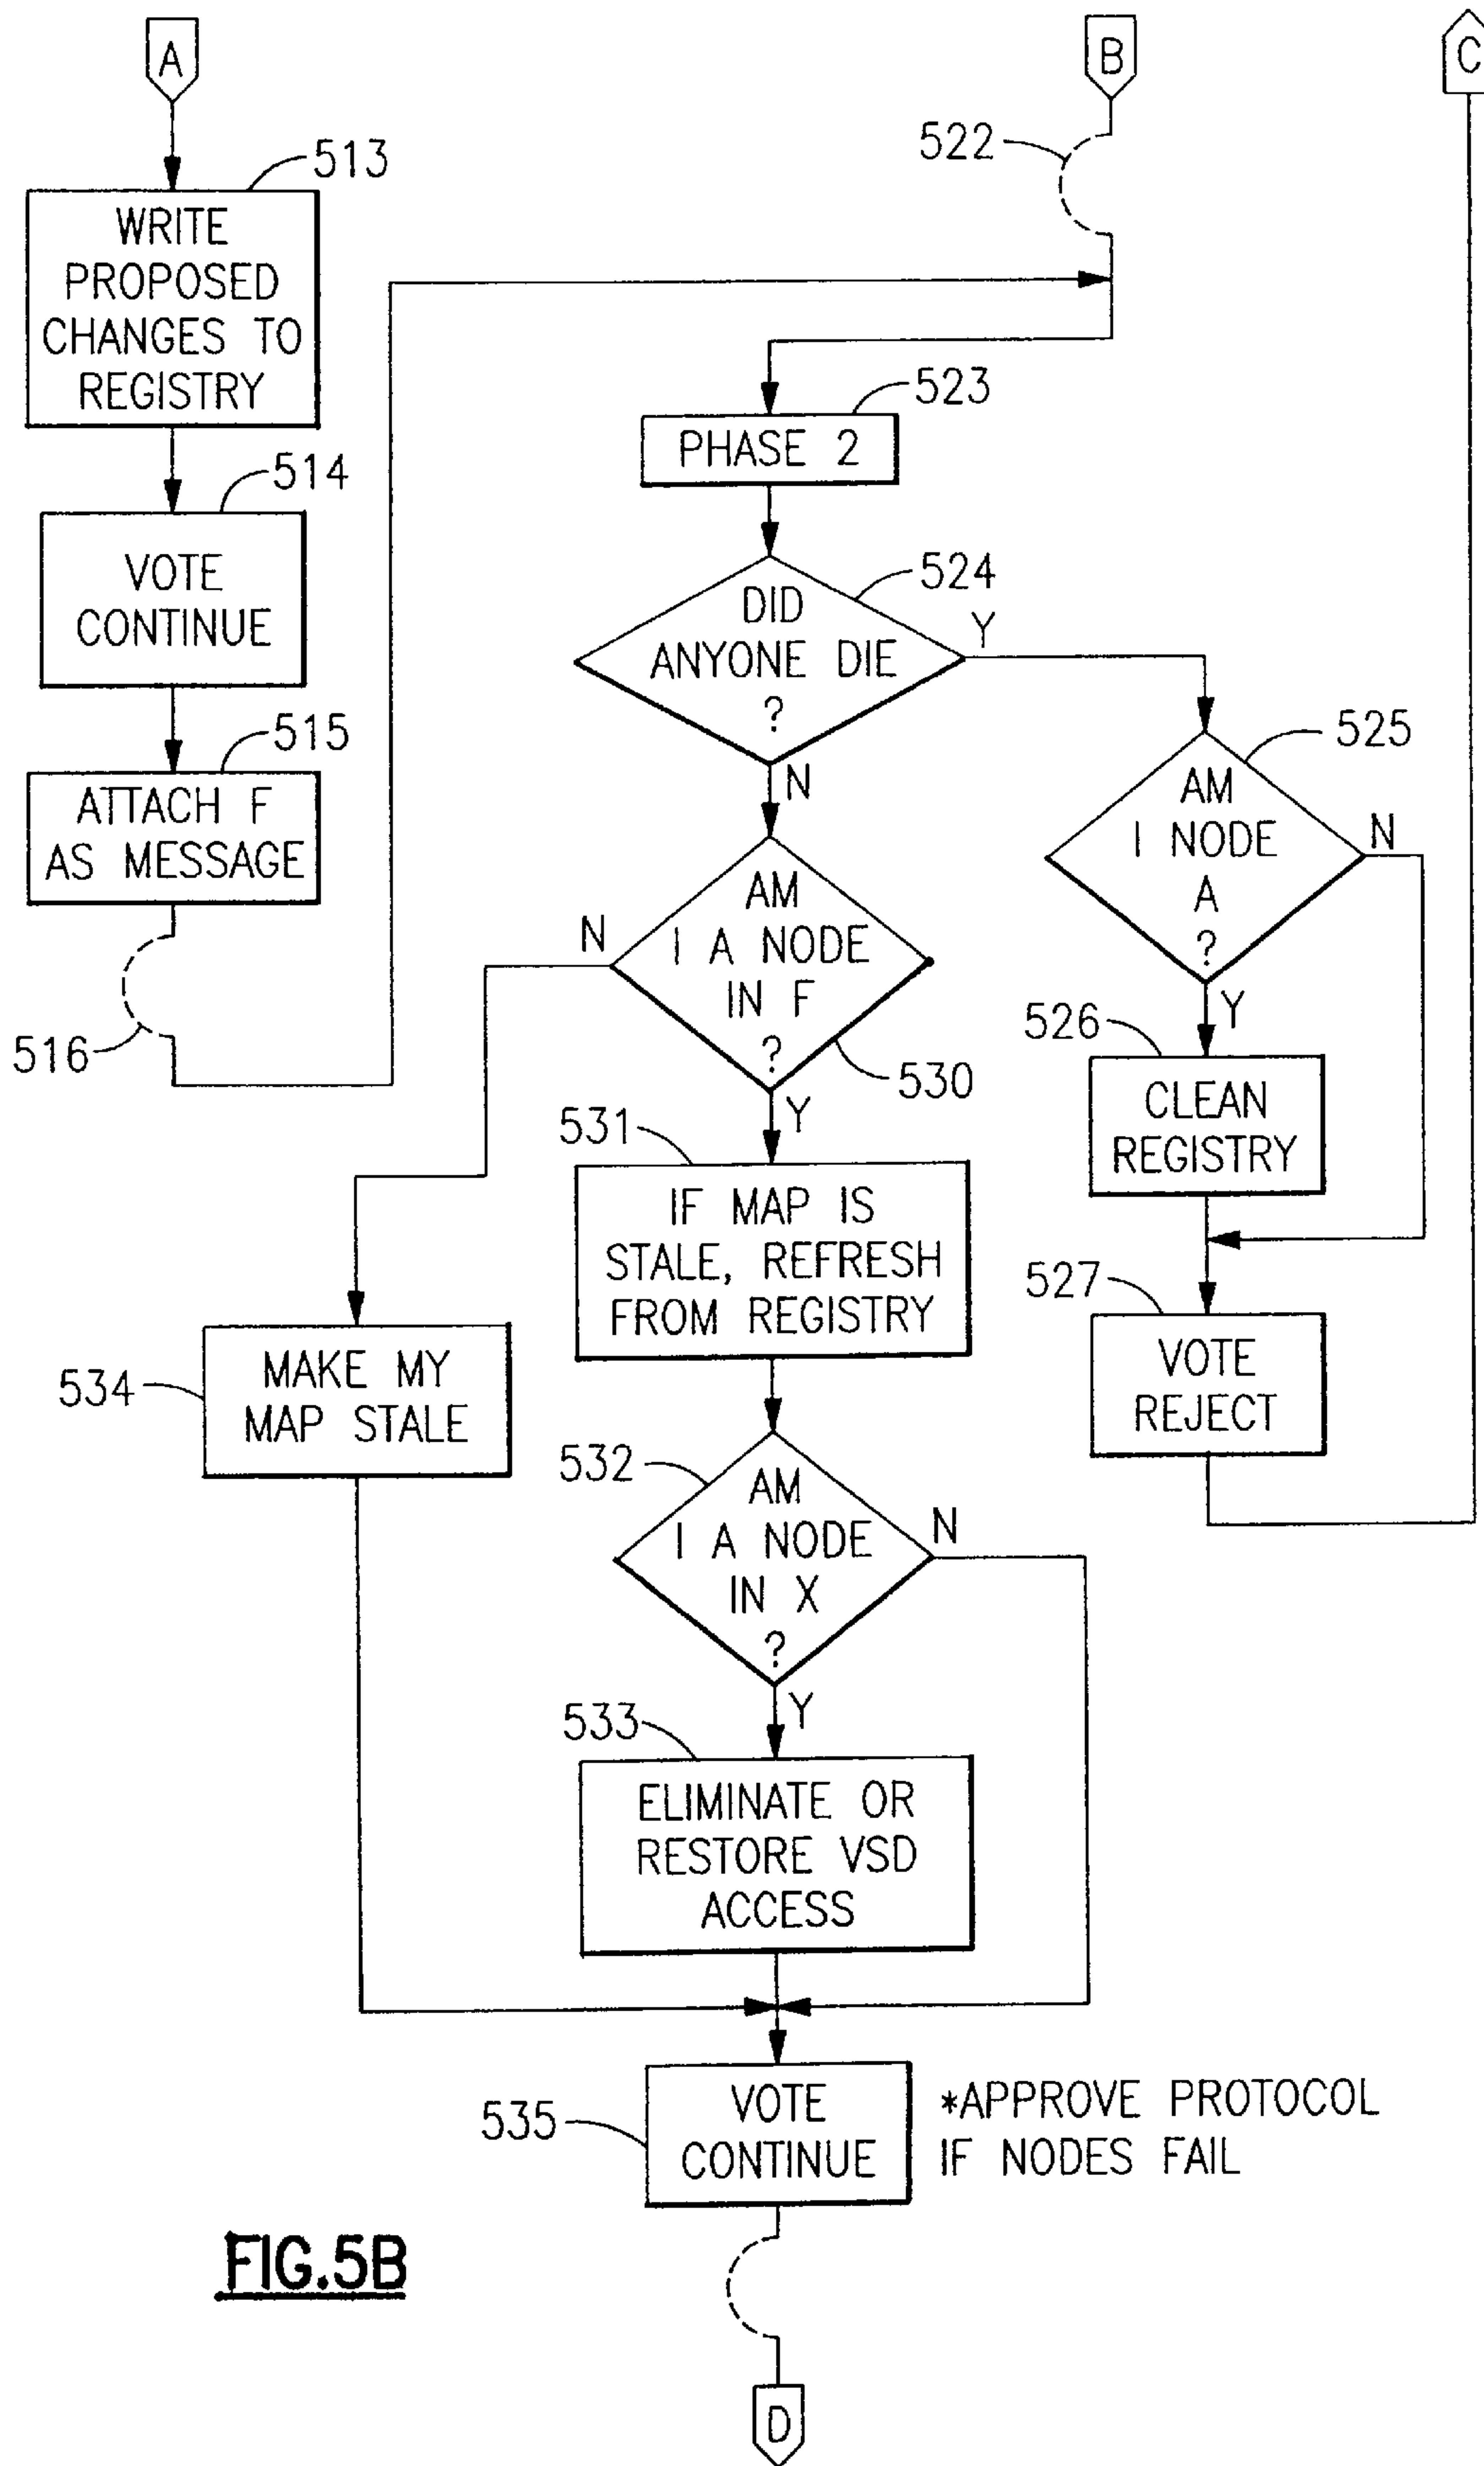 A
B
C
513
WRITE
PROPOSED
CHANGES TO
REGISTRY
514
VOTE
CONTINUE
515
ATTACH F
AS MESSAGE
516
522
523
PHASE 2
524
DID
ANYONE DIE
?
Y
N
525
AM
I NODE
A
?
N
Y
526
CLEAN
REGISTRY
527
VOTE
REJECT
AM
I A NODE
IN F
?
N
530
Y
531
IF MAP IS
STALE, REFRESH
FROM REGISTRY
534
MAKE MY
MAP STALE
532
AM
I A NODE
IN X
?
N
Y
533
ELIMINATE OR
RESTORE VSD
ACCESS
535
VOTE
CONTINUE
*APPROVE PROTOCOL
IF NODES FAIL
D
FIG.5B